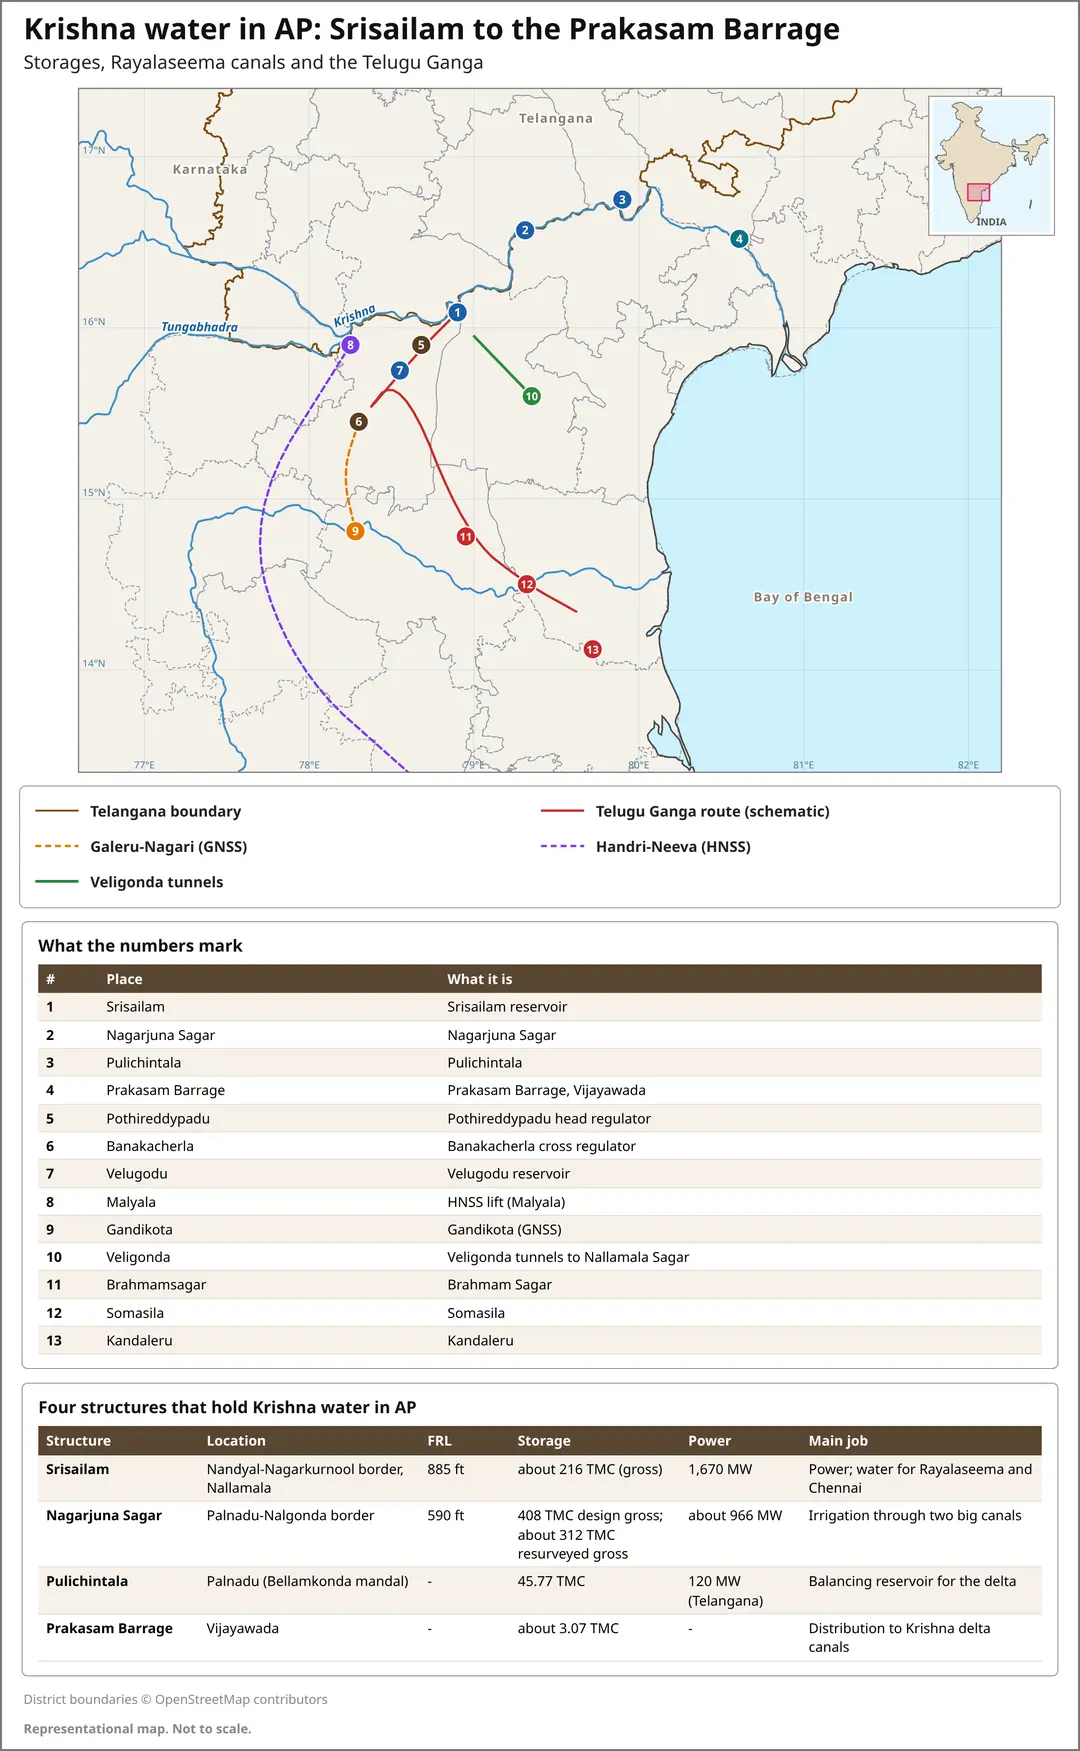 Krishna water in AP: Srisailam to the Prakasam Barrage
Storages, Rayalaseema canals and the Telugu Ganga
Telangana
Karnataka
17°N
INDIA
3
2
4
Krishna
1
16°N
Tungabhadra
8
5
7
10
6
15°N
9
11
12
Bay of Bengal
13
14°N
77°E
78°E
79°E
80°E
81°E
82°E
Telangana boundary
Telugu Ganga route (schematic)
Galeru-Nagari (GNSS)
Handri-Neeva (HNSS)
Veligonda tunnels
What the numbers mark
# Place What it is
1 Srisailam Srisailam reservoir
2 Nagarjuna Sagar Nagarjuna Sagar
3 Pulichintala Pulichintala
4 Prakasam Barrage Prakasam Barrage, Vijayawada
5 Pothireddypadu Pothireddypadu head regulator
6 Banakacherla Banakacherla cross regulator
7 Velugodu Velugodu reservoir
8 Malyala HNSS lift (Malyala)
9 Gandikota Gandikota (GNSS)
10 Veligonda Veligonda tunnels to Nallamala Sagar
11 Brahmamsagar Brahmam Sagar
12 Somasila Somasila
13 Kandaleru Kandaleru
Four structures that hold Krishna water in AP
Structure Location FRL Storage Power Main job
Srisailam Nandyal-Nagarkurnool border, 885 ft about 216 TMC (gross) 1,670 MW Power; water for Rayalaseema and
Nallamala Chennai
Nagarjuna Sagar Palnadu-Nalgonda border 590 ft 408 TMC design gross; about 966 MW Irrigation through two big canals
about 312 TMC
resurveyed gross
Pulichintala Palnadu (Bellamkonda mandal) - 45.77 TMC 120 MW Balancing reservoir for the delta
(Telangana)
Prakasam Barrage Vijayawada - about 3.07 TMC - Distribution to Krishna delta
canals
District boundaries © OpenStreetMap contributors
Representational map. Not to scale.